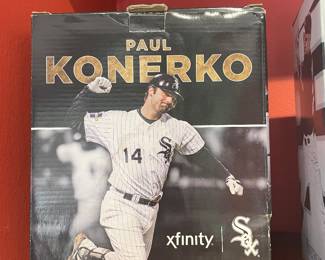 PAUL
KONERKO
Sox
14
xfinity
Sox